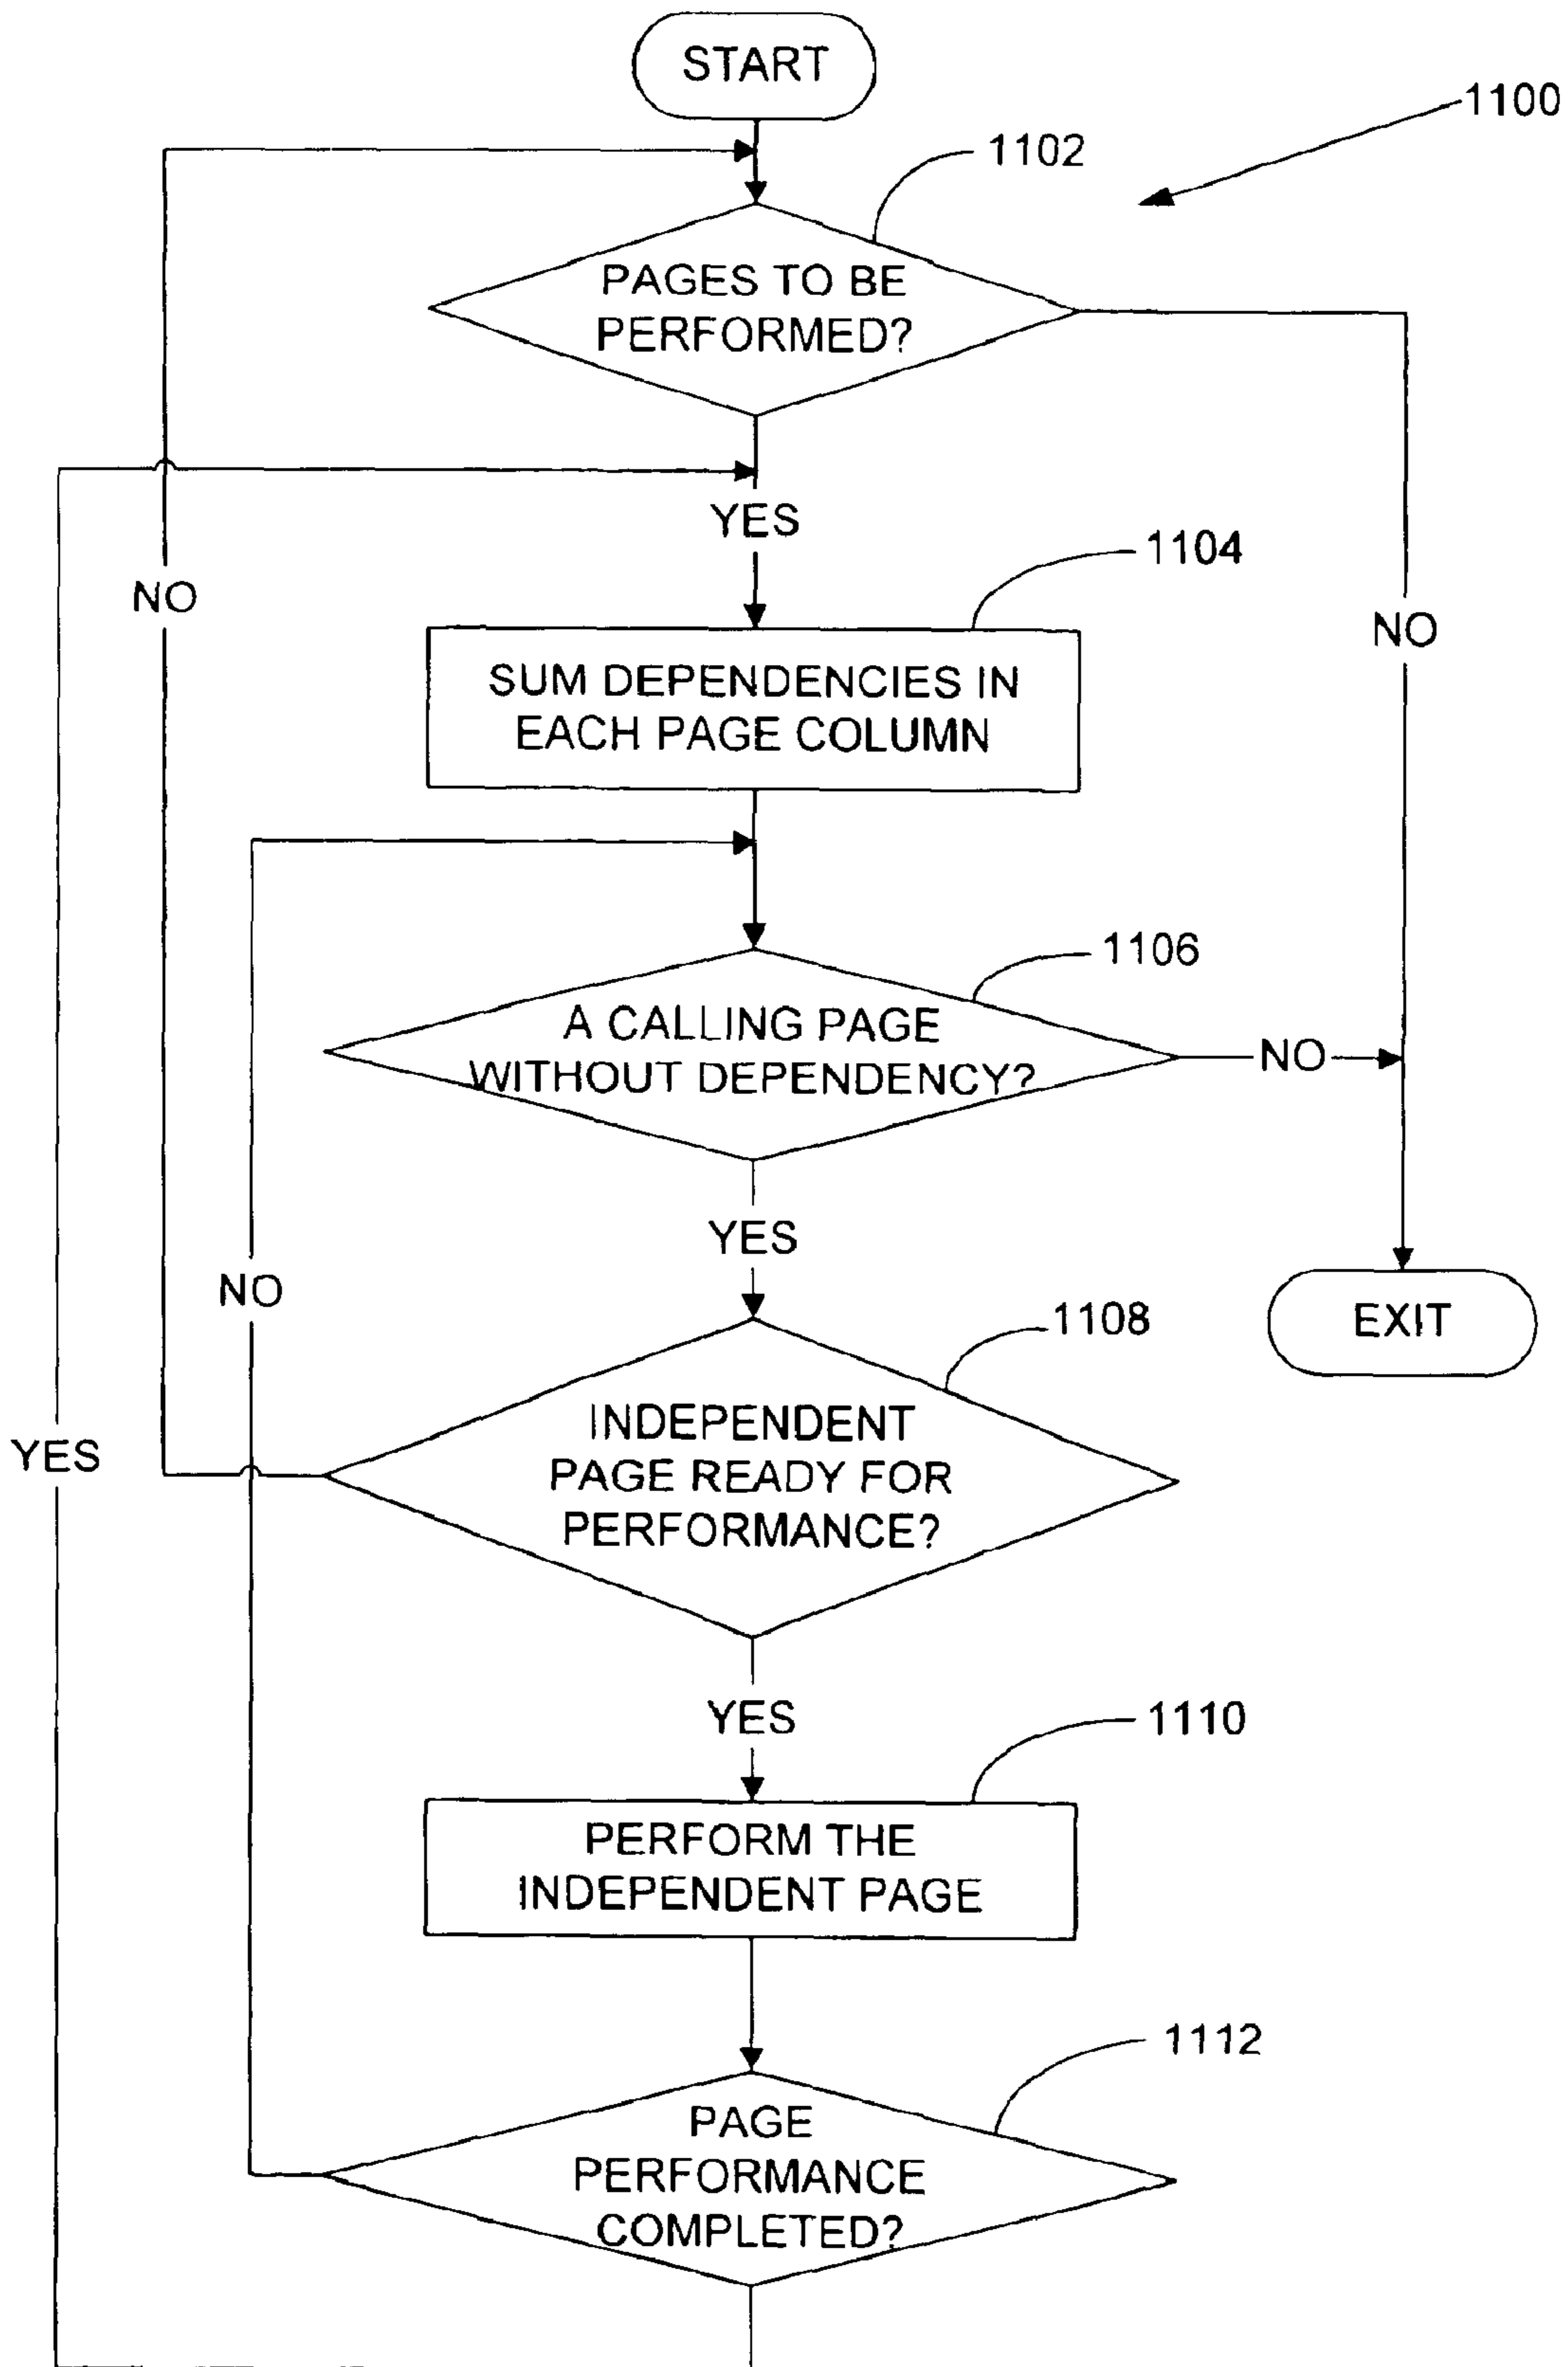 START
1100
1102
PAGES TO BE
PERFORMED?
YES
1104
NO
NO
SUM DEPENDENCIES IN
EACH PAGE COLUMN
1106
A CALLING PAGE
WITHOUT DEPENDENCY?
NO
YES
NO
1108
EXIT
INDEPENDENT
PAGE READY FOR
PERFORMANCE?
YES
YES
1110
PERFORM THE
INDEPENDENT PAGE
1112
PAGE
PERFORMANCE
COMPLETED?